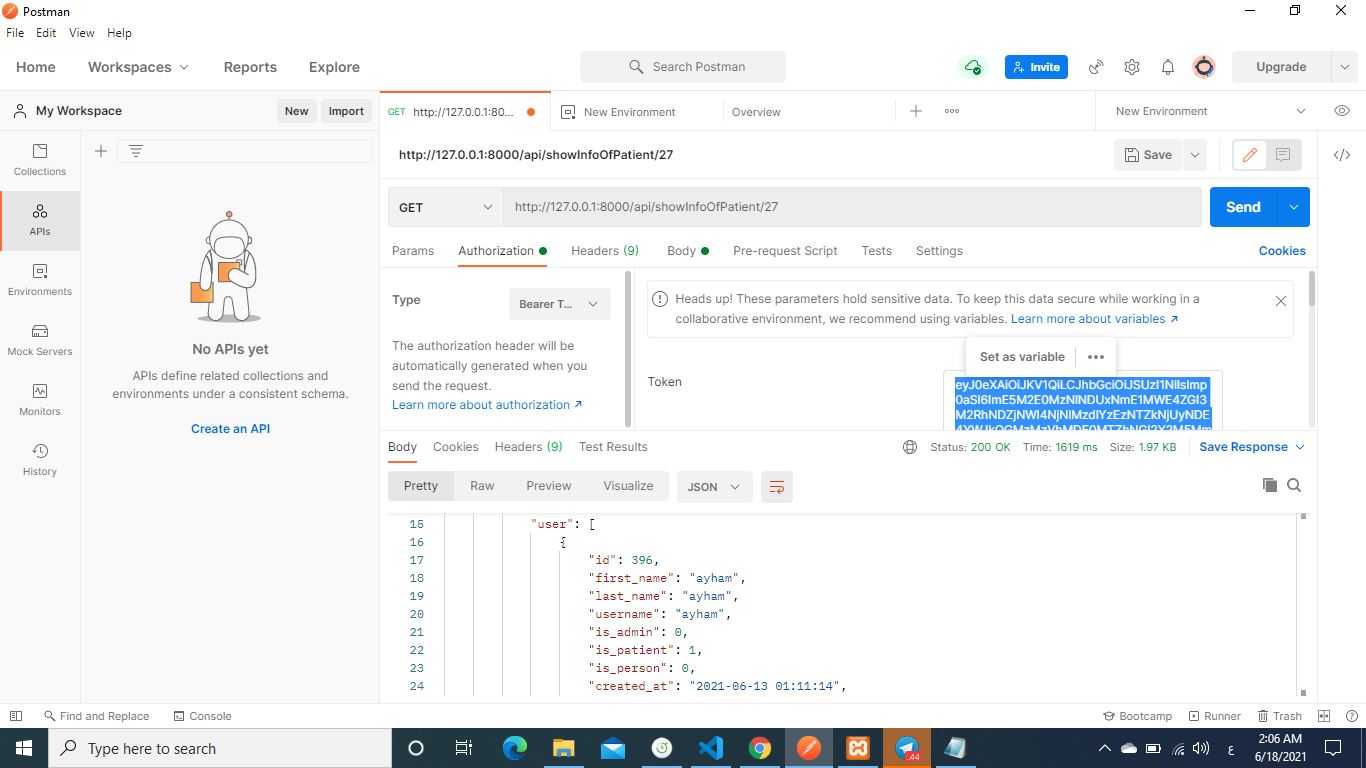 Postman
File Edit View Help
Home Workspaces Reports Explore Search Postman Invite Upgrade
My Workspace New Import GET http://127.0.0.1:80... New Environment Overview New Environment
http://127.0.0.1:8000/api/showInfoOfPatient/27 Save
GET http://127.0.0.1:8000/api/showInfoOfPatient/27 Send
Params Authorization Headers (9) Body Pre-request Script Tests Settings Cookies
Collections
APIs
Environments
Mock Servers
Monitors
History
No APIs yet
APIs define related collections and
environments under a consistent schema.
Create an API
Type Bearer T...
The authorization header will be
automatically generated when you
send the request.
Learn more about authorization ↗
Heads up! These parameters hold sensitive data. To keep this data secure while working in a
collaborative environment, we recommend using variables. Learn more about variables ↗
Set as variable
Token
Body Cookies Headers (9) Test Results Status: 200 OK Time: 1619 ms Size: 1.97 KB Save Response
Pretty Raw Preview Visualize JSON
15 "user": [
16 {
17 "id": 396,
18 "first_name": "ayham",
19 "last_name": "ayham",
20 "username": "ayham",
21 "is_admin": 0,
22 "is_patient": 1,
23 "is_person": 0,
24 "created_at": "2021-06-13 01:11:14",
Find and Replace Console Bootcamp Runner Trash
Type here to search
44
ع
2:06 AM
6/18/2021